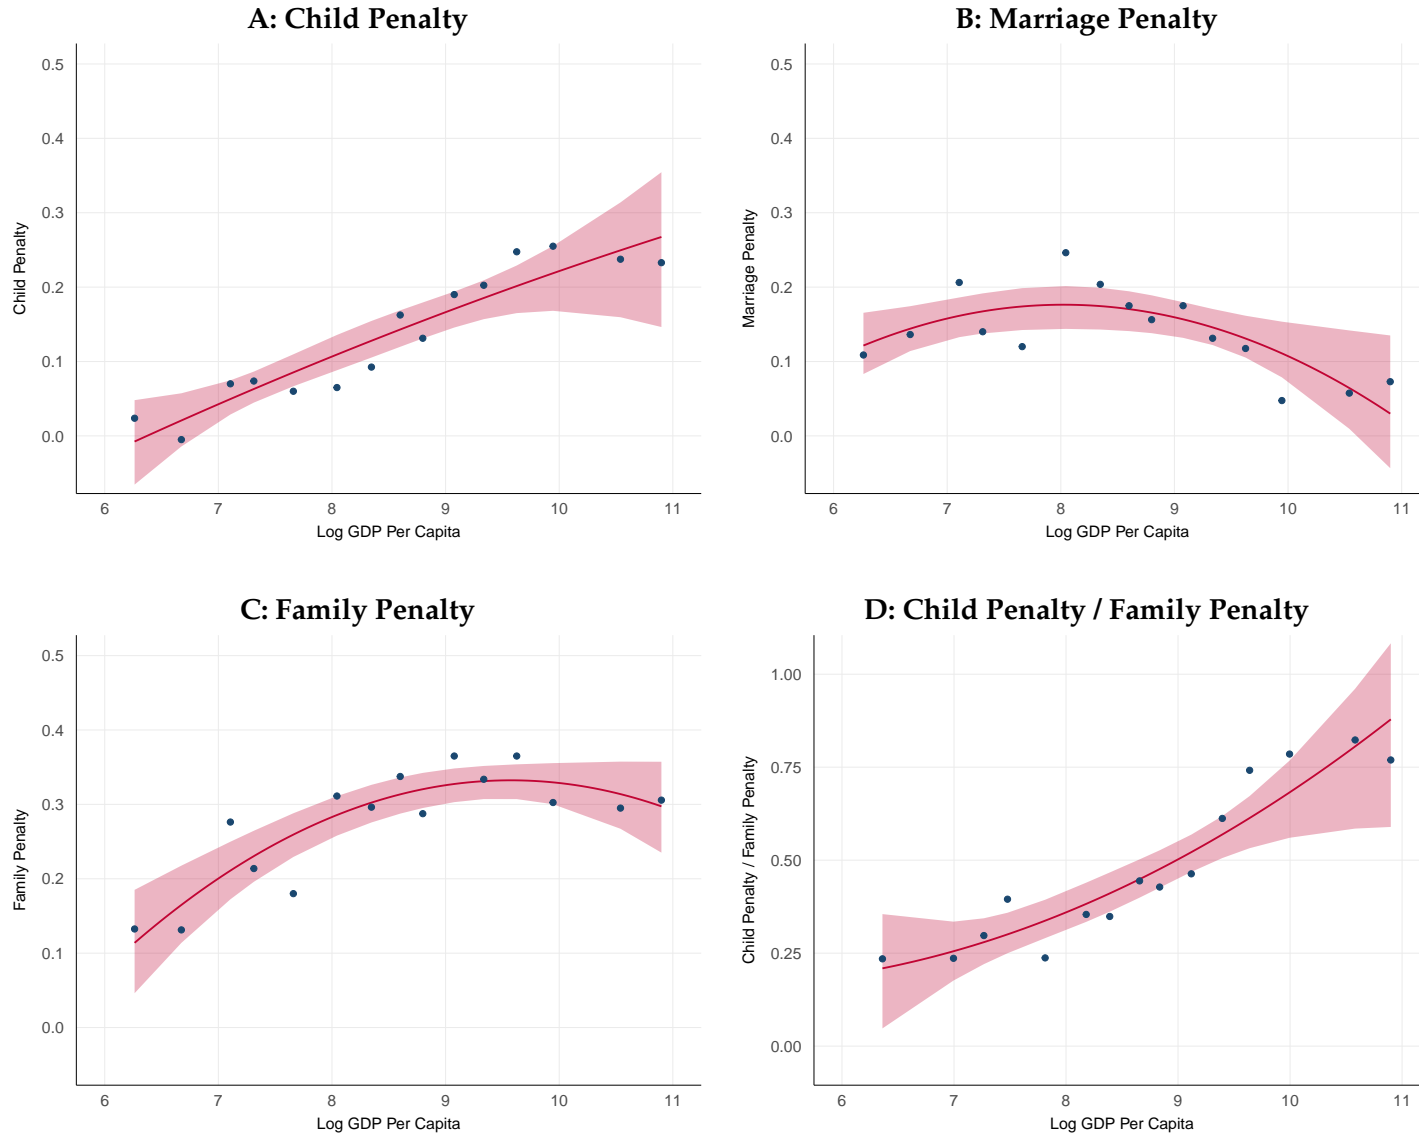 A: Child Penalty
0.5
0.4
0.3
0.2
0.1
0.0
Child Penalty
6 7 8 9 10 11
Log GDP Per Capita
B: Marriage Penalty
0.5
0.4
0.3
0.2
0.1
0.0
Marriage Penalty
6 7 8 9 10 11
Log GDP Per Capita
C: Family Penalty
0.5
0.4
0.3
0.2
0.1
0.0
Family Penalty
6 7 8 9 10 11
Log GDP Per Capita
D: Child Penalty / Family Penalty
1.00
0.75
0.50
0.25
0.00
Child Penalty / Family Penalty
6 7 8 9 10 11
Log GDP Per Capita